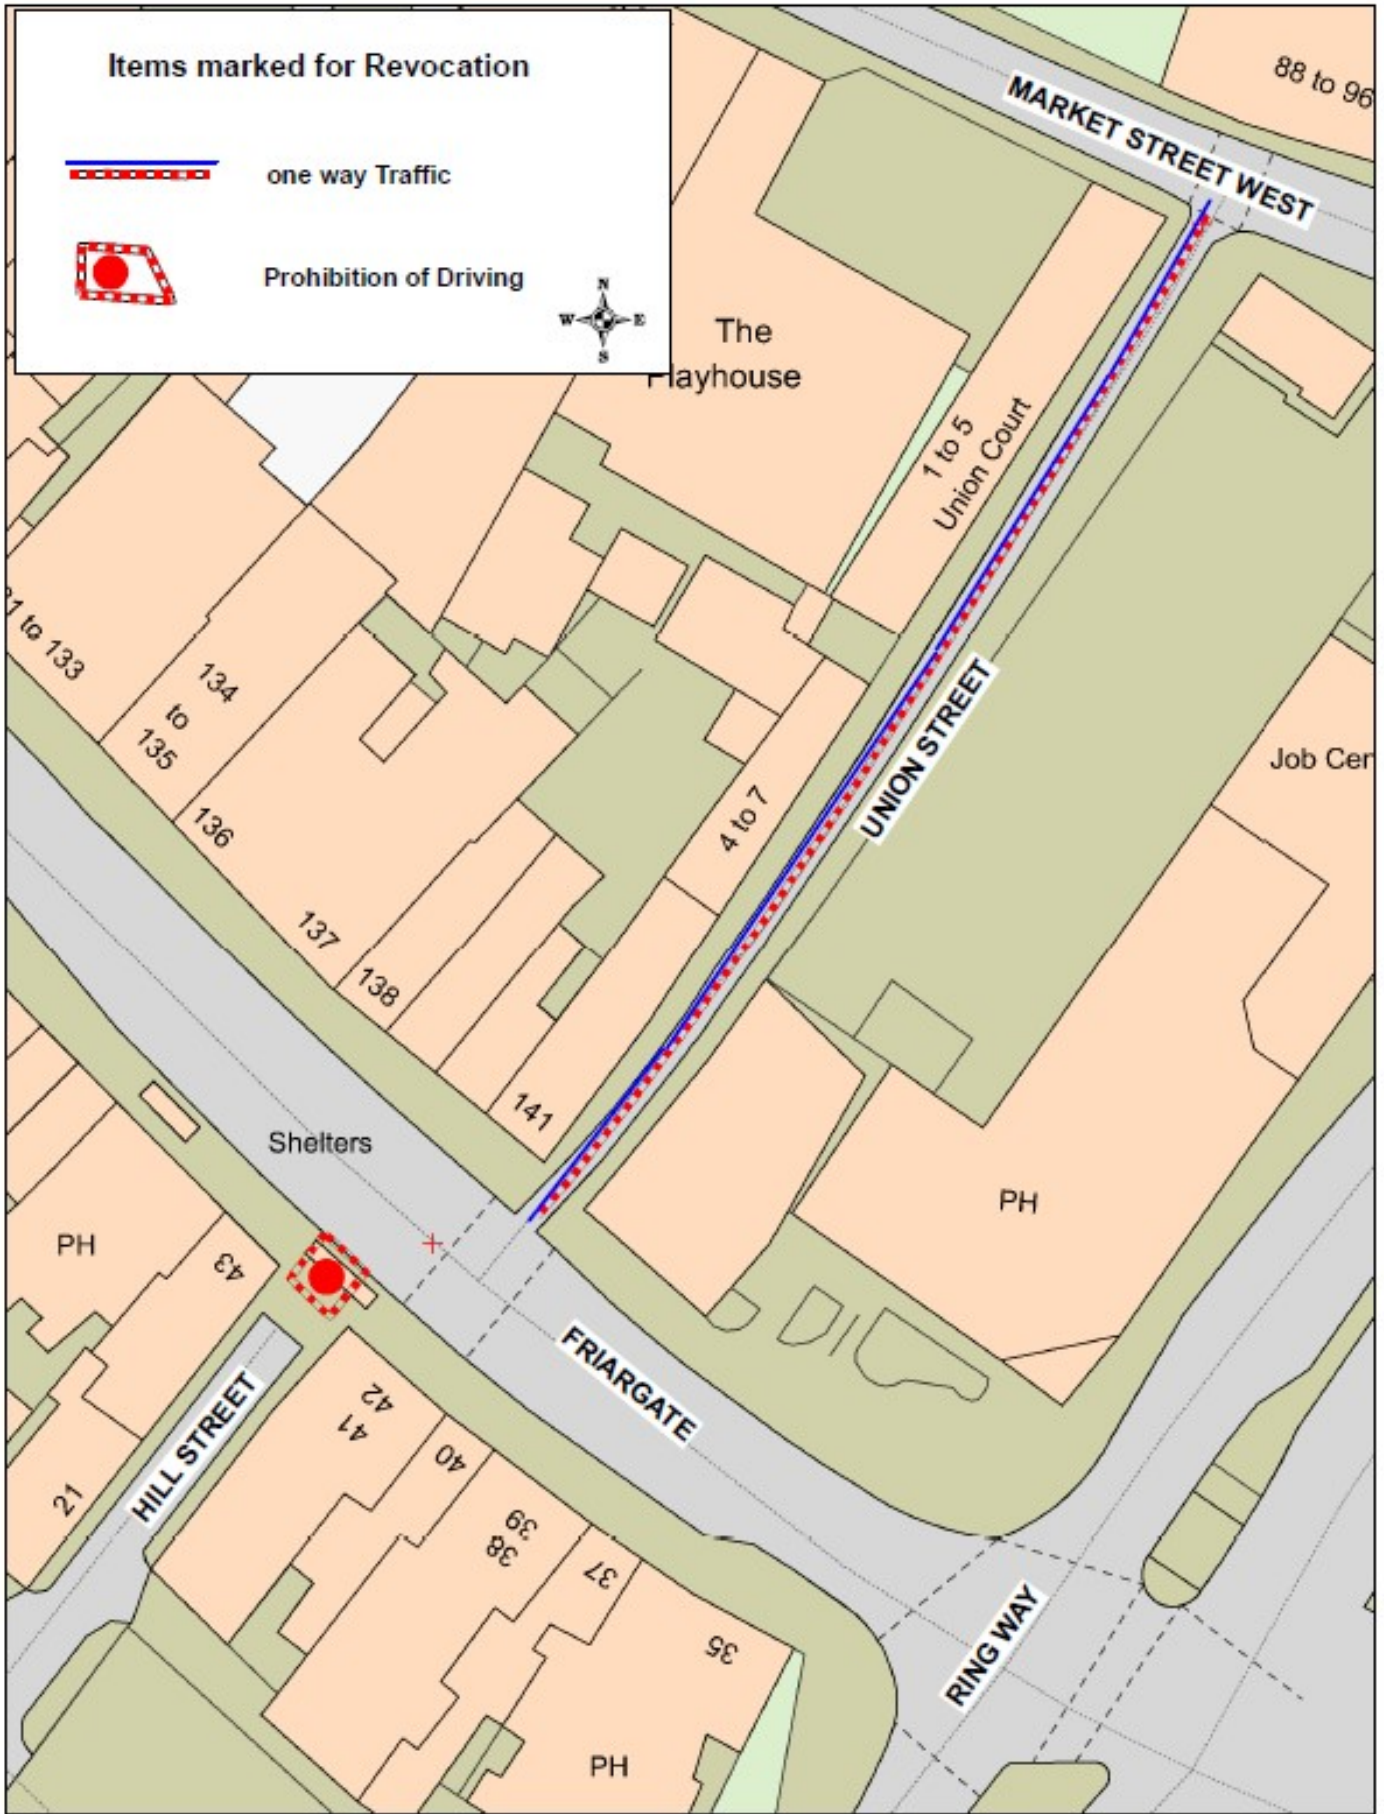 Items marked for Revocation
one way Traffic
Prohibition of Driving
N
W E
S
MARKET STREET WEST
88 to 96
The
Playhouse
1 to 5
Union Court
31 to 133
134
to
135
136
137
138
4 to 7
UNION STREET
Job Cen
141
Shelters
PH
43
PH
FRIARGATE
HILL STREET
21
42
41
40
39
38
37
35
RING WAY
PH